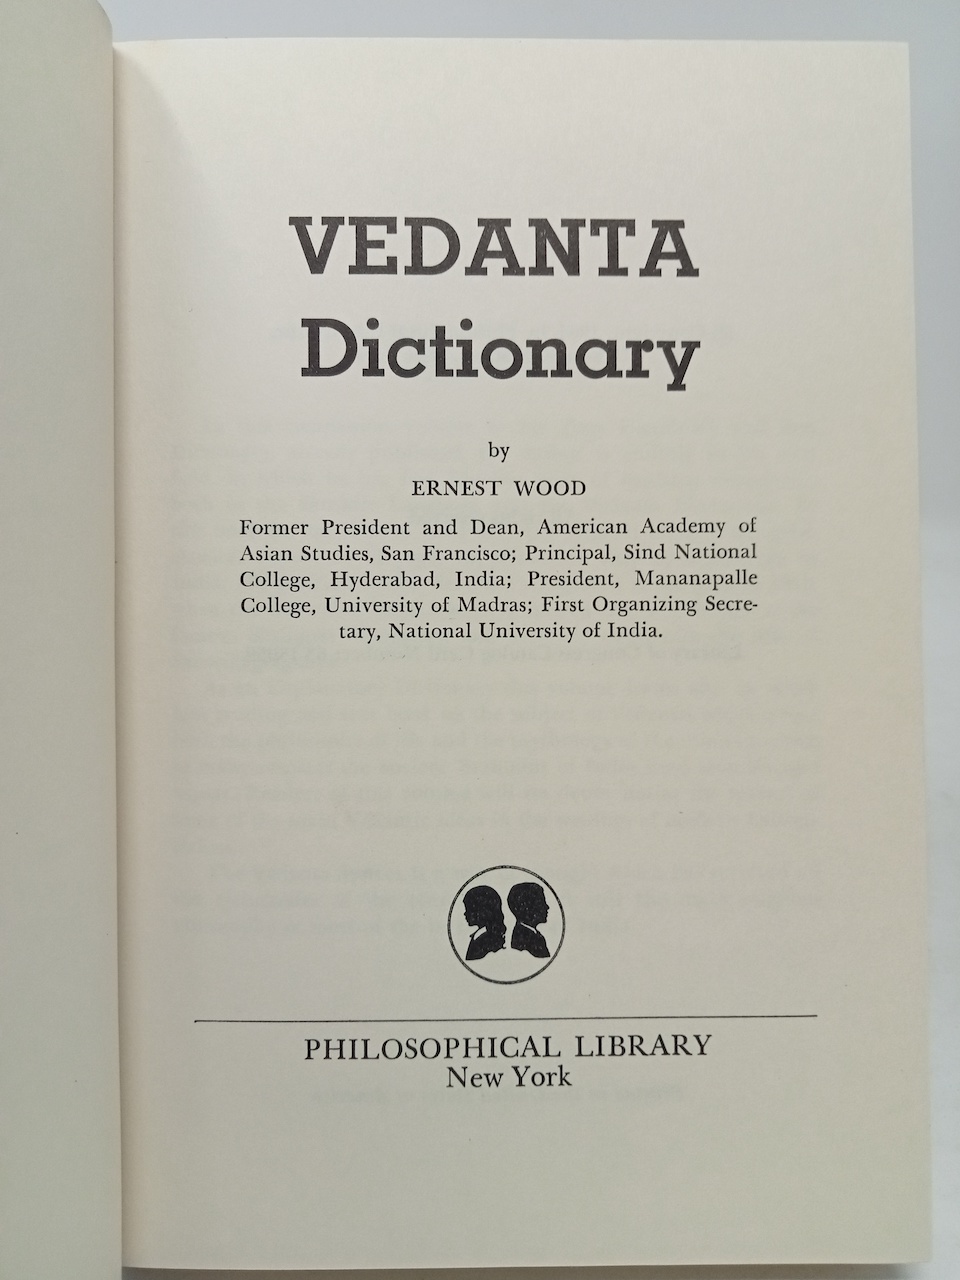 VEDANTA
Dictionary
by
ERNEST WOOD
Former President and Dean, American Academy of
Asian Studies, San Francisco; Principal, Sind National
College, Hyderabad, India; President, Mananapalle
College, University of Madras; First Organizing Secre-
tary, National University of India.
PHILOSOPHICAL LIBRARY
New York